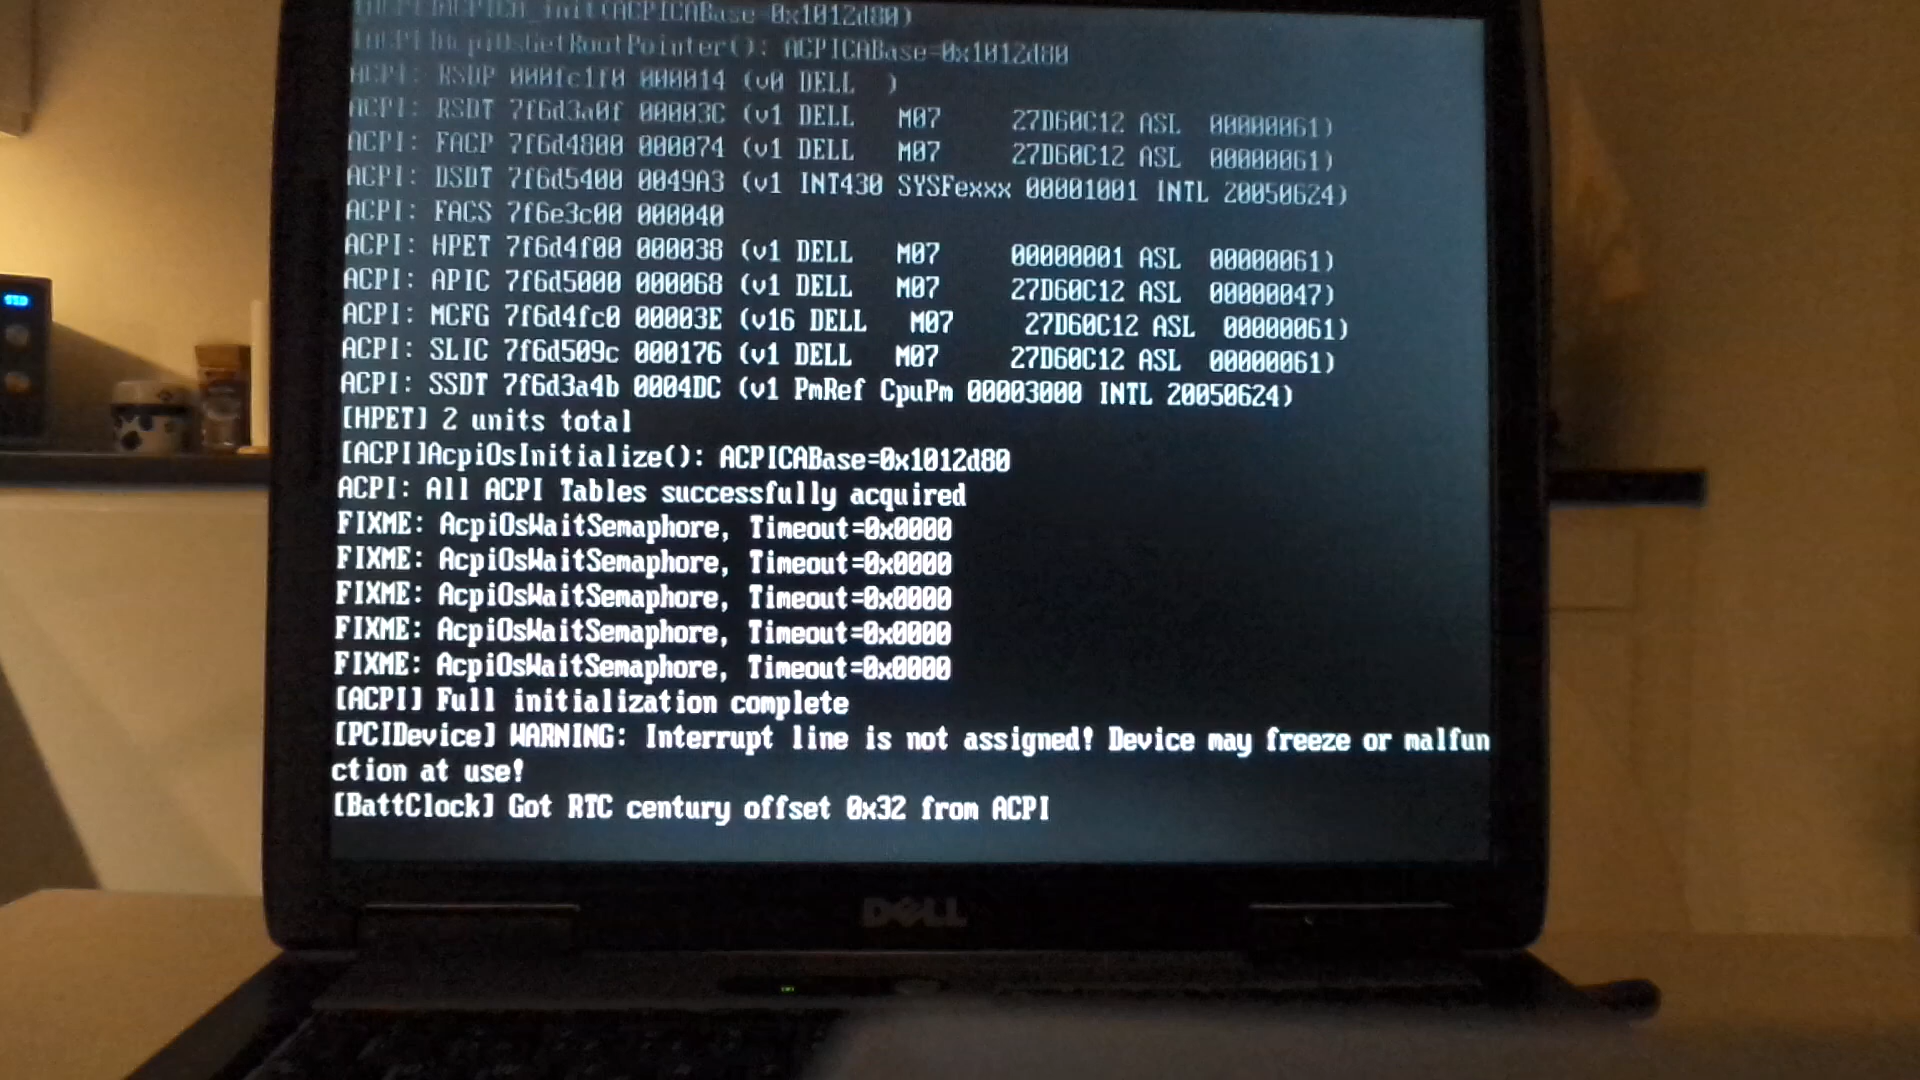 [ACPI]ACPICA_init(ACPICABase=0x1012d80)
[ACPI]AcpiOsGetRootPointer(): ACPICABase=0x1012d80
ACPI: RSDP 000fc1f0 000014 (v0 DELL  )
ACPI: RSDT 7f6d3a0f 00003C (v1 DELL   M07     27D60C12 ASL  00000061)
ACPI: FACP 7f6d4800 000074 (v1 DELL   M07     27D60C12 ASL  00000061)
ACPI: DSDT 7f6d5400 0049A3 (v1 INT430 SYSFexxx 00001001 INTL 20050624)
ACPI: FACS 7f6e3c00 000040
ACPI: HPET 7f6d4f00 000038 (v1 DELL   M07     00000001 ASL  00000061)
ACPI: APIC 7f6d5000 000068 (v1 DELL   M07     27D60C12 ASL  00000047)
ACPI: MCFG 7f6d4fc0 00003E (v16 DELL   M07     27D60C12 ASL  00000061)
ACPI: SLIC 7f6d509c 000176 (v1 DELL   M07     27D60C12 ASL  00000061)
ACPI: SSDT 7f6d3a4b 0004DC (v1 PmRef CpuPm 00003000 INTL 20050624)
[HPET] 2 units total
[ACPI]AcpiOsInitialize(): ACPICABase=0x1012d80
ACPI: All ACPI Tables successfully acquired
FIXME: AcpiOsWaitSemaphore, Timeout=0x0000
FIXME: AcpiOsWaitSemaphore, Timeout=0x0000
FIXME: AcpiOsWaitSemaphore, Timeout=0x0000
FIXME: AcpiOsWaitSemaphore, Timeout=0x0000
FIXME: AcpiOsWaitSemaphore, Timeout=0x0000
[ACPI] Full initialization complete
[PCIDevice] WARNING: Interrupt line is not assigned! Device may freeze or malfun
ction at use!
[BattClock] Got RTC century offset 0x32 from ACPI
DELL